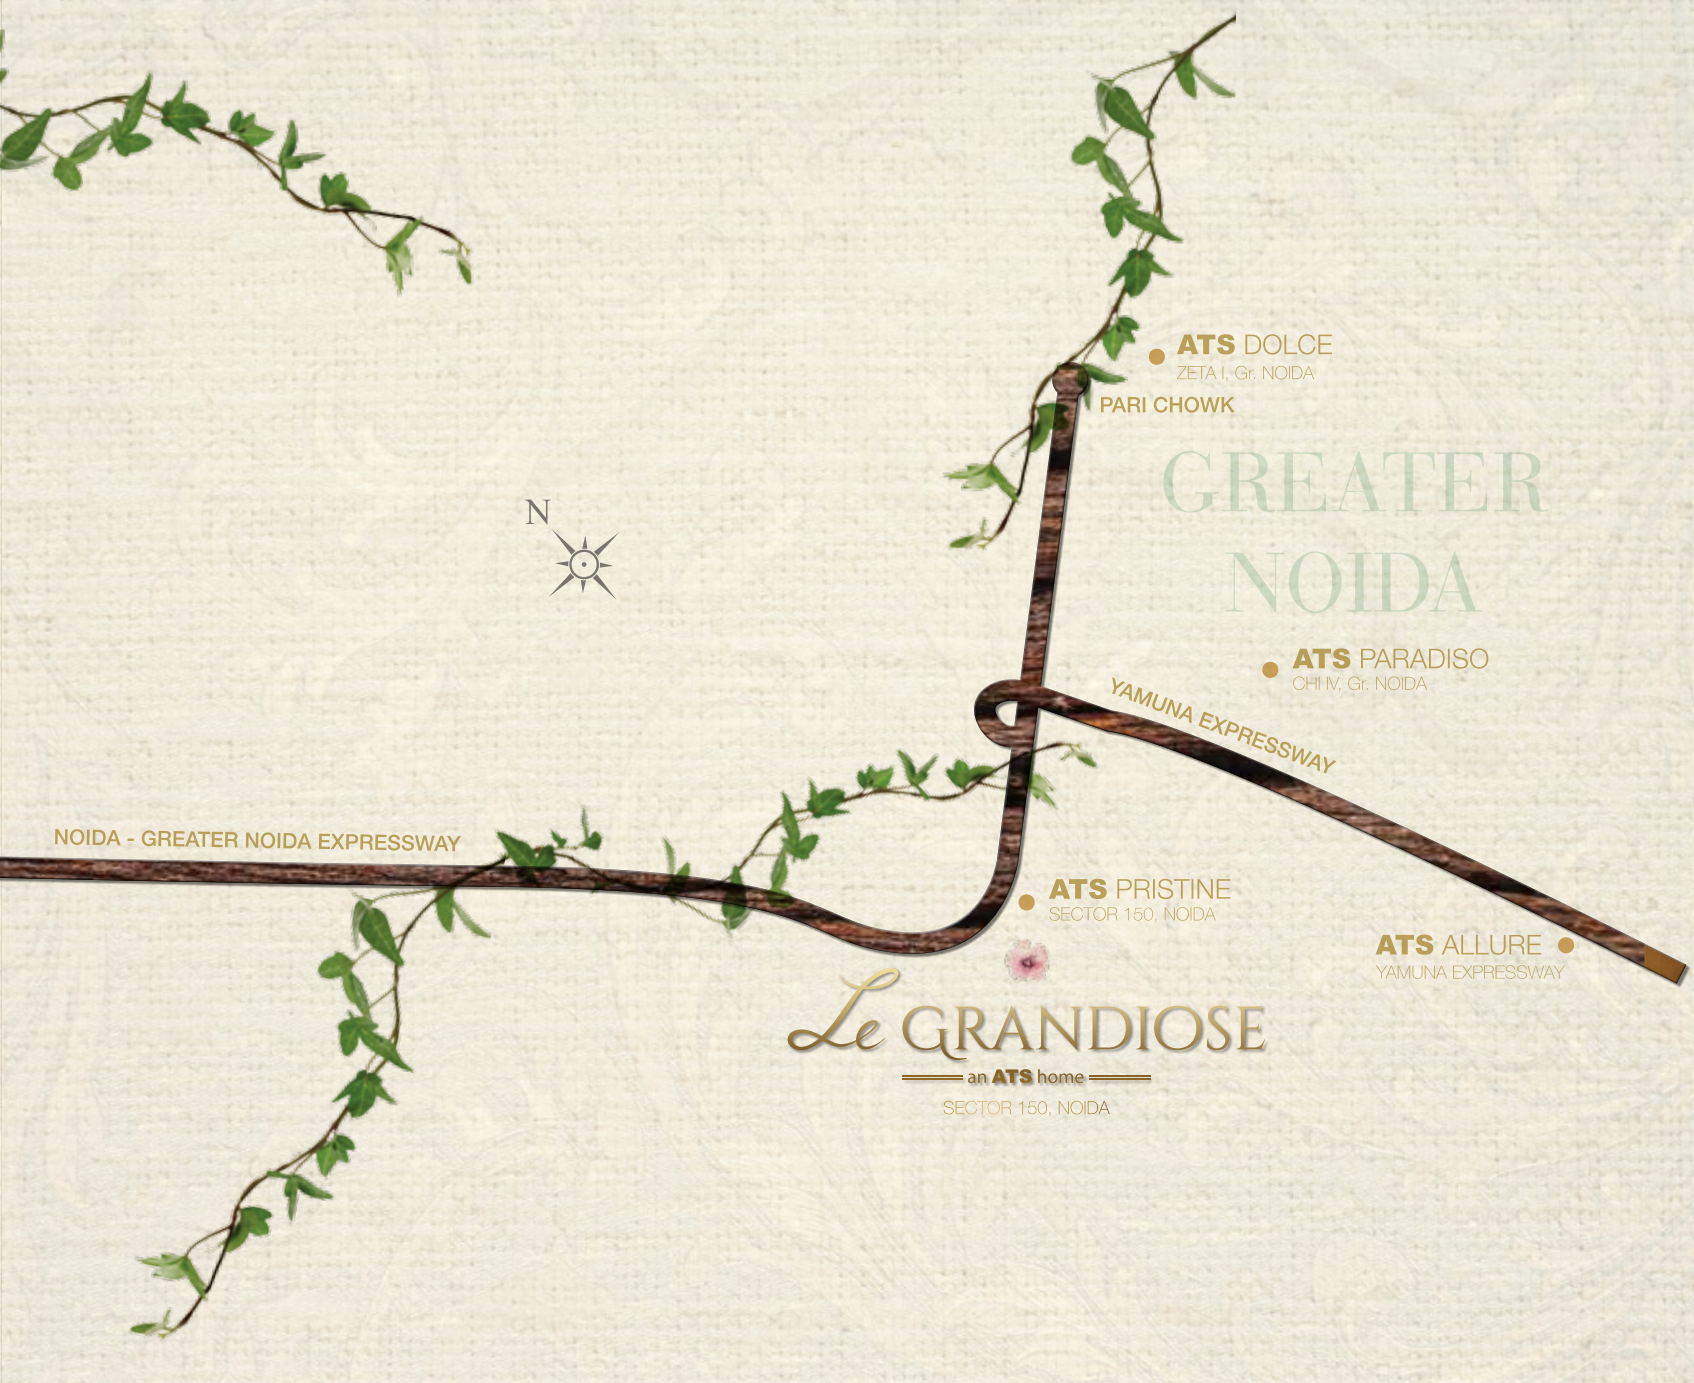 ATS DOLCE
ZETA I, Gr. NOIDA
PARI CHOWK
GREATER
NOIDA
N
ATS PARADISO
CHI IV, Gr. NOIDA
YAMUNA EXPRESSWAY
NOIDA - GREATER NOIDA EXPRESSWAY
ATS PRISTINE
SECTOR 150, NOIDA
ATS ALLURE
YAMUNA EXPRESSWAY
Le GRANDIOSE
an ATS home
SECTOR 150, NOIDA